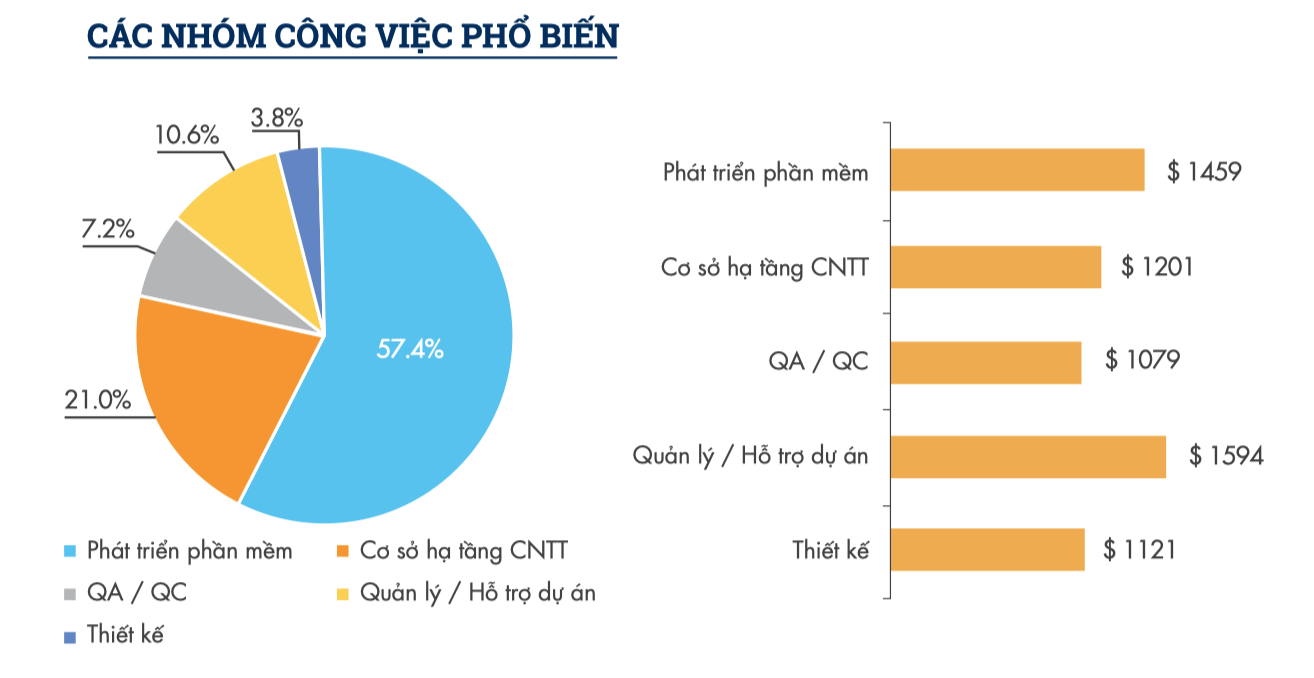 CÁC NHÓM CÔNG VIỆC PHỔ BIẾN
3.8%
10.6%
7.2%
57.4%
21.0%
Phát triển phần mềm
Cơ sở hạ tầng CNTT
QA / QC
Quản lý / Hỗ trợ dự án
Thiết kế
Phát triển phần mềm $ 1459
Cơ sở hạ tầng CNTT $ 1201
QA / QC $ 1079
Quản lý / Hỗ trợ dự án $ 1594
Thiết kế $ 1121